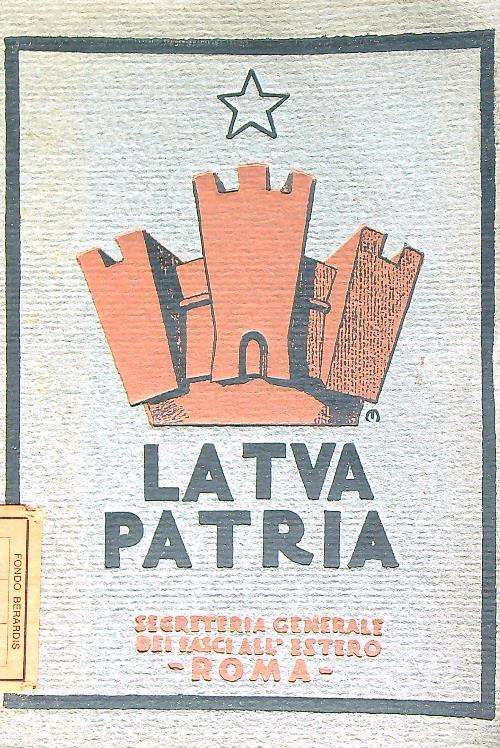 LA TVA
PATRIA
SEGRETERIA GENERALE
DEI FASCI ALL' ESTERO
-ROMA-
FONDO BERARDIS